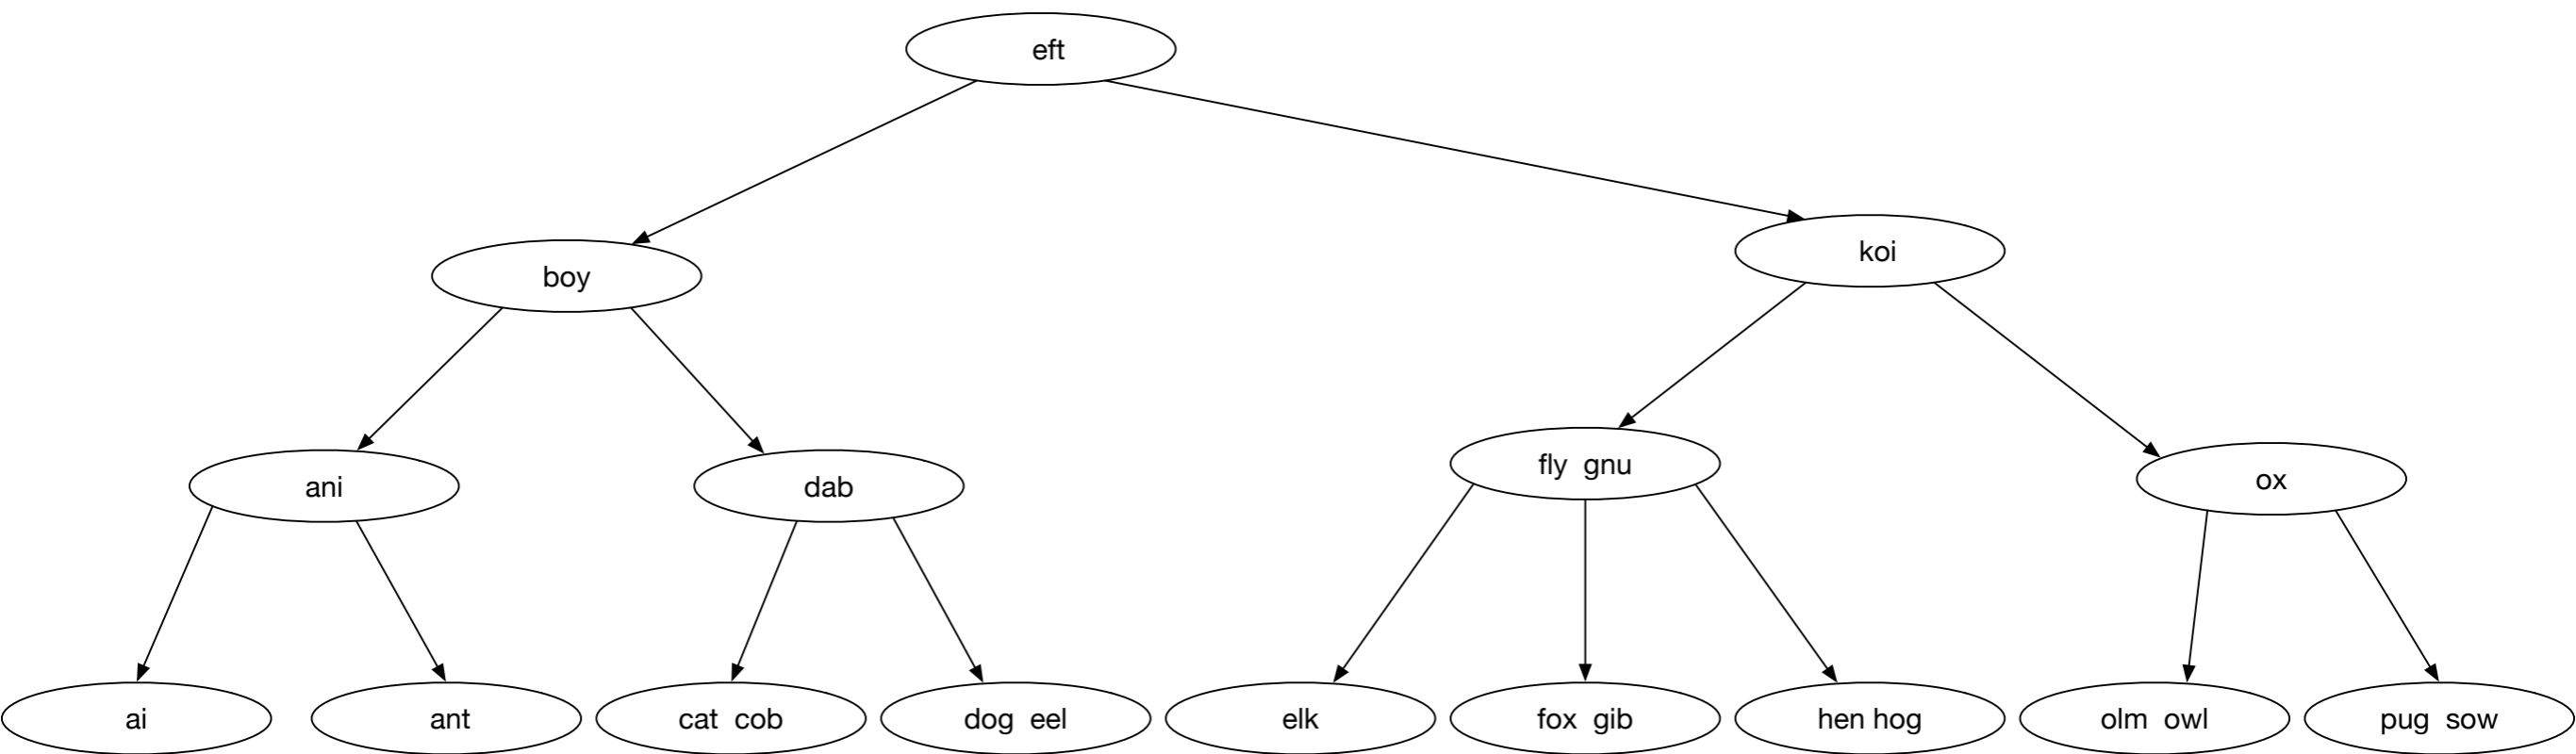 eft
boy
koi
ani
dab
fly gnu
ox
ai
ant
cat cob
dog eel
elk
fox gib
hen hog
olm owl
pug sow